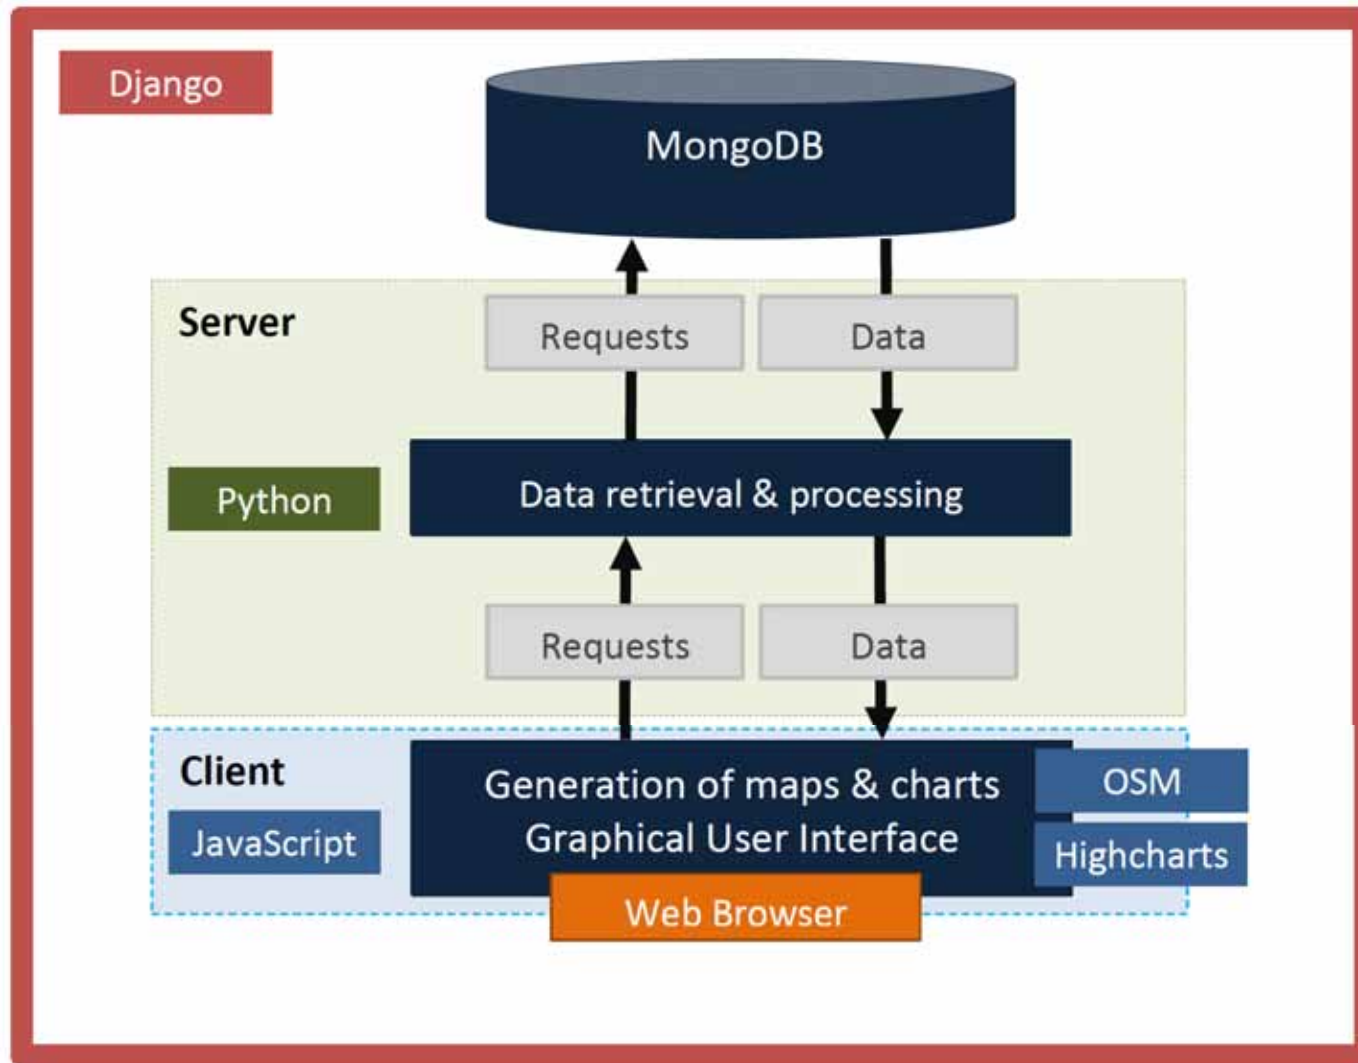 Django
MongoDB
Server
Requests
Data
Python
Data retrieval & processing
Requests
Data
Client
JavaScript
Generation of maps & charts
Graphical User Interface
OSM
Highcharts
Web Browser